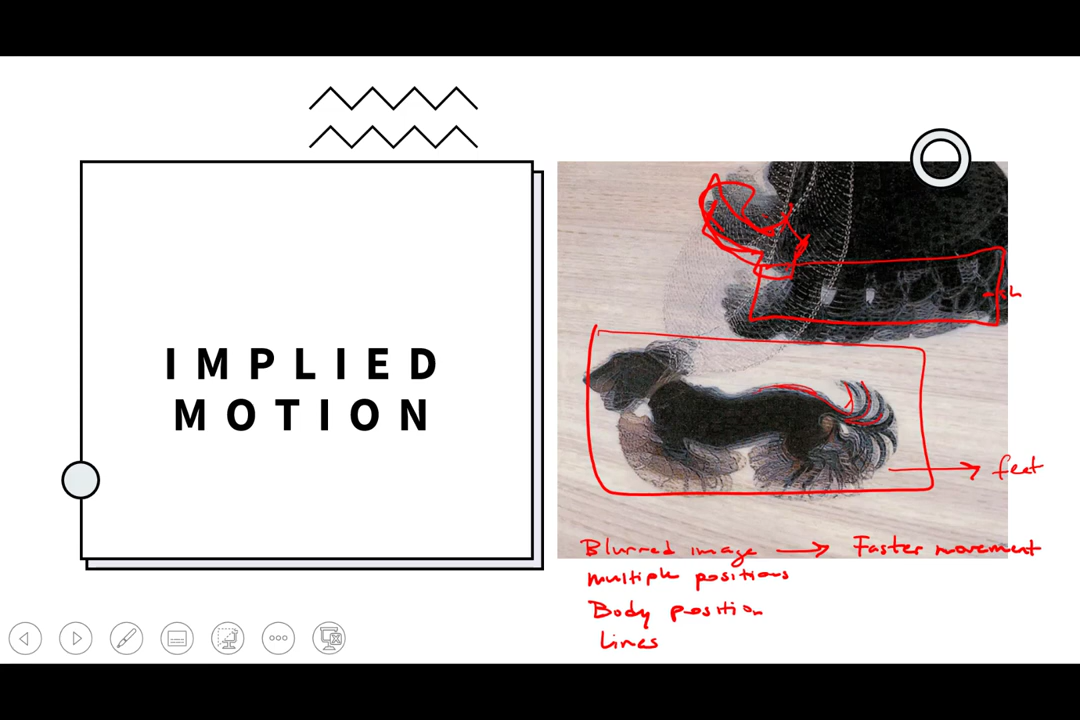 IMPLIED
MOTION
feet
Blurred image → Faster movement
multiple positions
Body position
Lines